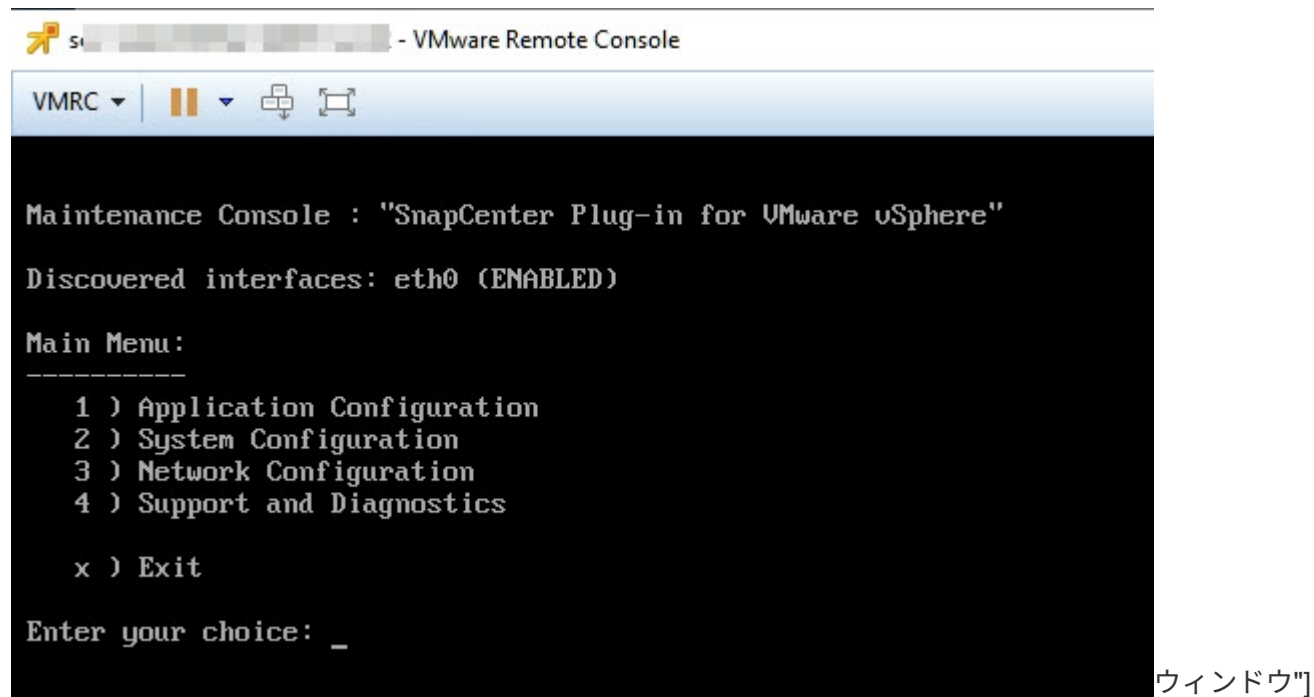 - VMware Remote Console
VMRC
Maintenance Console : "SnapCenter Plug-in for VMware vSphere"
Discovered interfaces: eth0 (ENABLED)
Main Menu:
----------
1 ) Application Configuration
2 ) System Configuration
3 ) Network Configuration
4 ) Support and Diagnostics
x ) Exit
Enter your choice: _
ウィンドウ"]